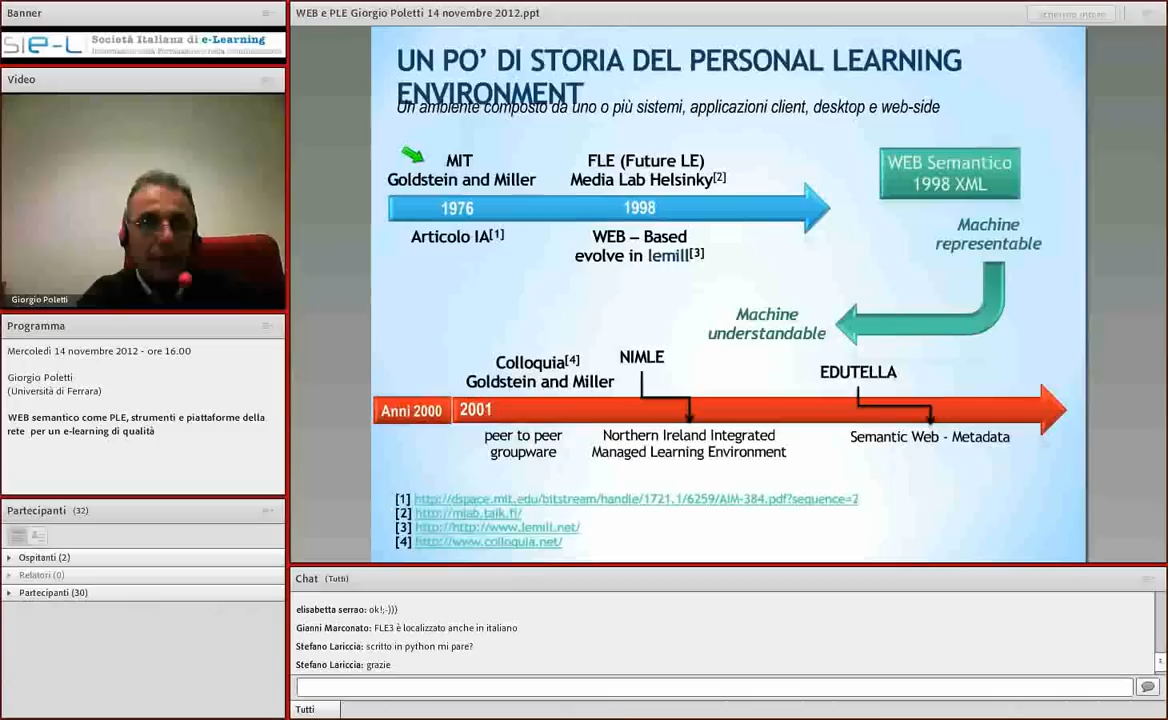 Banner
SIe-L Società Italiana di e-Learning
Video
Giorgio Poletti
Programma
Mercoledì 14 novembre 2012 - ore 16.00
Giorgio Poletti
(Università di Ferrara)
WEB semantico come PLE, strumenti e piattaforme della
rete per un e-learning di qualità
Partecipanti (32)
Ospitanti (2)
Relatori (0)
Partecipanti (30)
WEB e PLE Giorgio Poletti 14 novembre 2012.ppt
schermo intero
UN PO’ DI STORIA DEL PERSONAL LEARNING
ENVIRONMENT
Un ambiente composto da uno o più sistemi, applicazioni client, desktop e web-side
MIT
Goldstein and Miller
1976
Articolo IA[1]
FLE (Future LE)
Media Lab Helsinky[2]
1998
WEB – Based
evolve in lemill[3]
WEB Semantico
1998 XML
Machine
representable
Machine
understandable
Colloquia[4]
Goldstein and Miller
NIMLE
EDUTELLA
Anni 2000
2001
peer to peer
groupware
Northern Ireland Integrated
Managed Learning Environment
Semantic Web - Metadata
[1] http://dspace.mit.edu/bitstream/handle/1721.1/6259/AIM-384.pdf?sequence=2
[2] http://mlab.taik.fi/
[3] http://http://www.lemill.net/
[4] http://www.colloquia.net/
Chat (Tutti)
elisabetta serrao: ok!;-)))
Gianni Marconato: FLE3 è localizzato anche in italiano
Stefano Lariccia: scritto in python mi pare?
Stefano Lariccia: grazie
Tutti